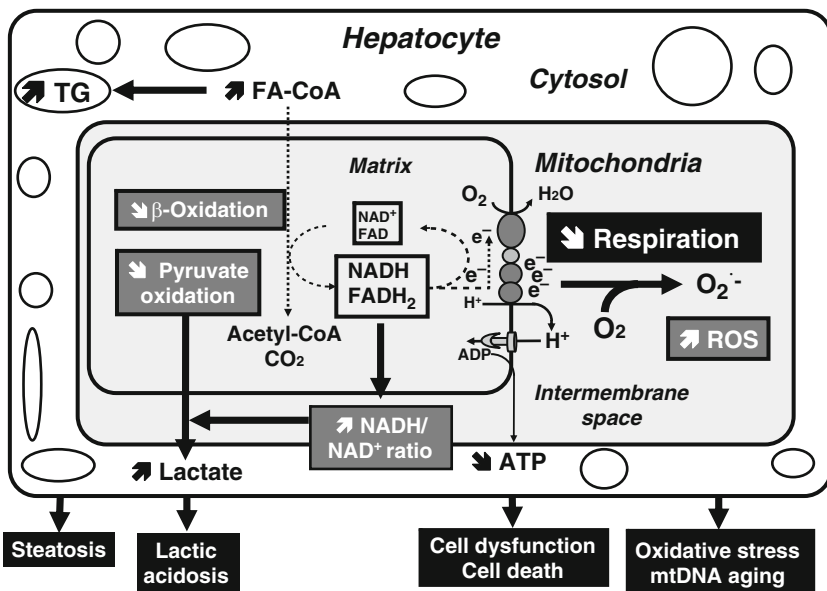 Hepatocyte
Cytosol
TG
FA-CoA
Matrix
Mitochondria
O₂
H₂O
β-Oxidation
NAD⁺
FAD
e⁻
Respiration
Pyruvate
oxidation
NADH
FADH₂
e⁻
e⁻
e⁻
e⁻
O₂·-
H⁺
O₂
Acetyl-CoA
CO₂
ADP
H⁺
ROS
Intermembrane
space
NADH/
NAD⁺ ratio
Lactate
ATP
Steatosis
Lactic
acidosis
Cell dysfunction
Cell death
Oxidative stress
mtDNA aging